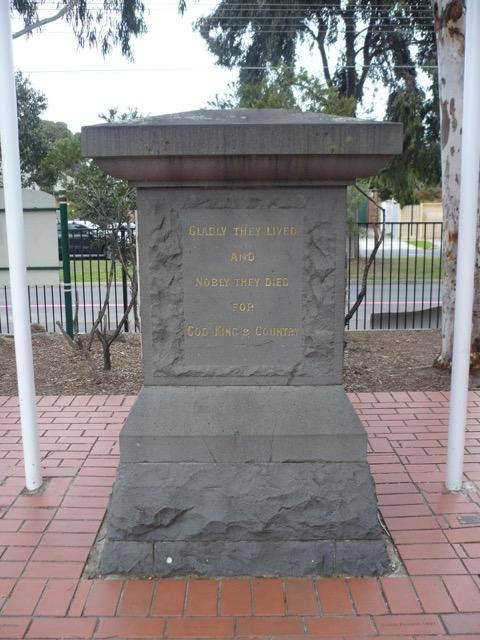 GLADLY THEY LIVED
AND
NOBLY THEY DIED
FOR
GOD KING & COUNTRY